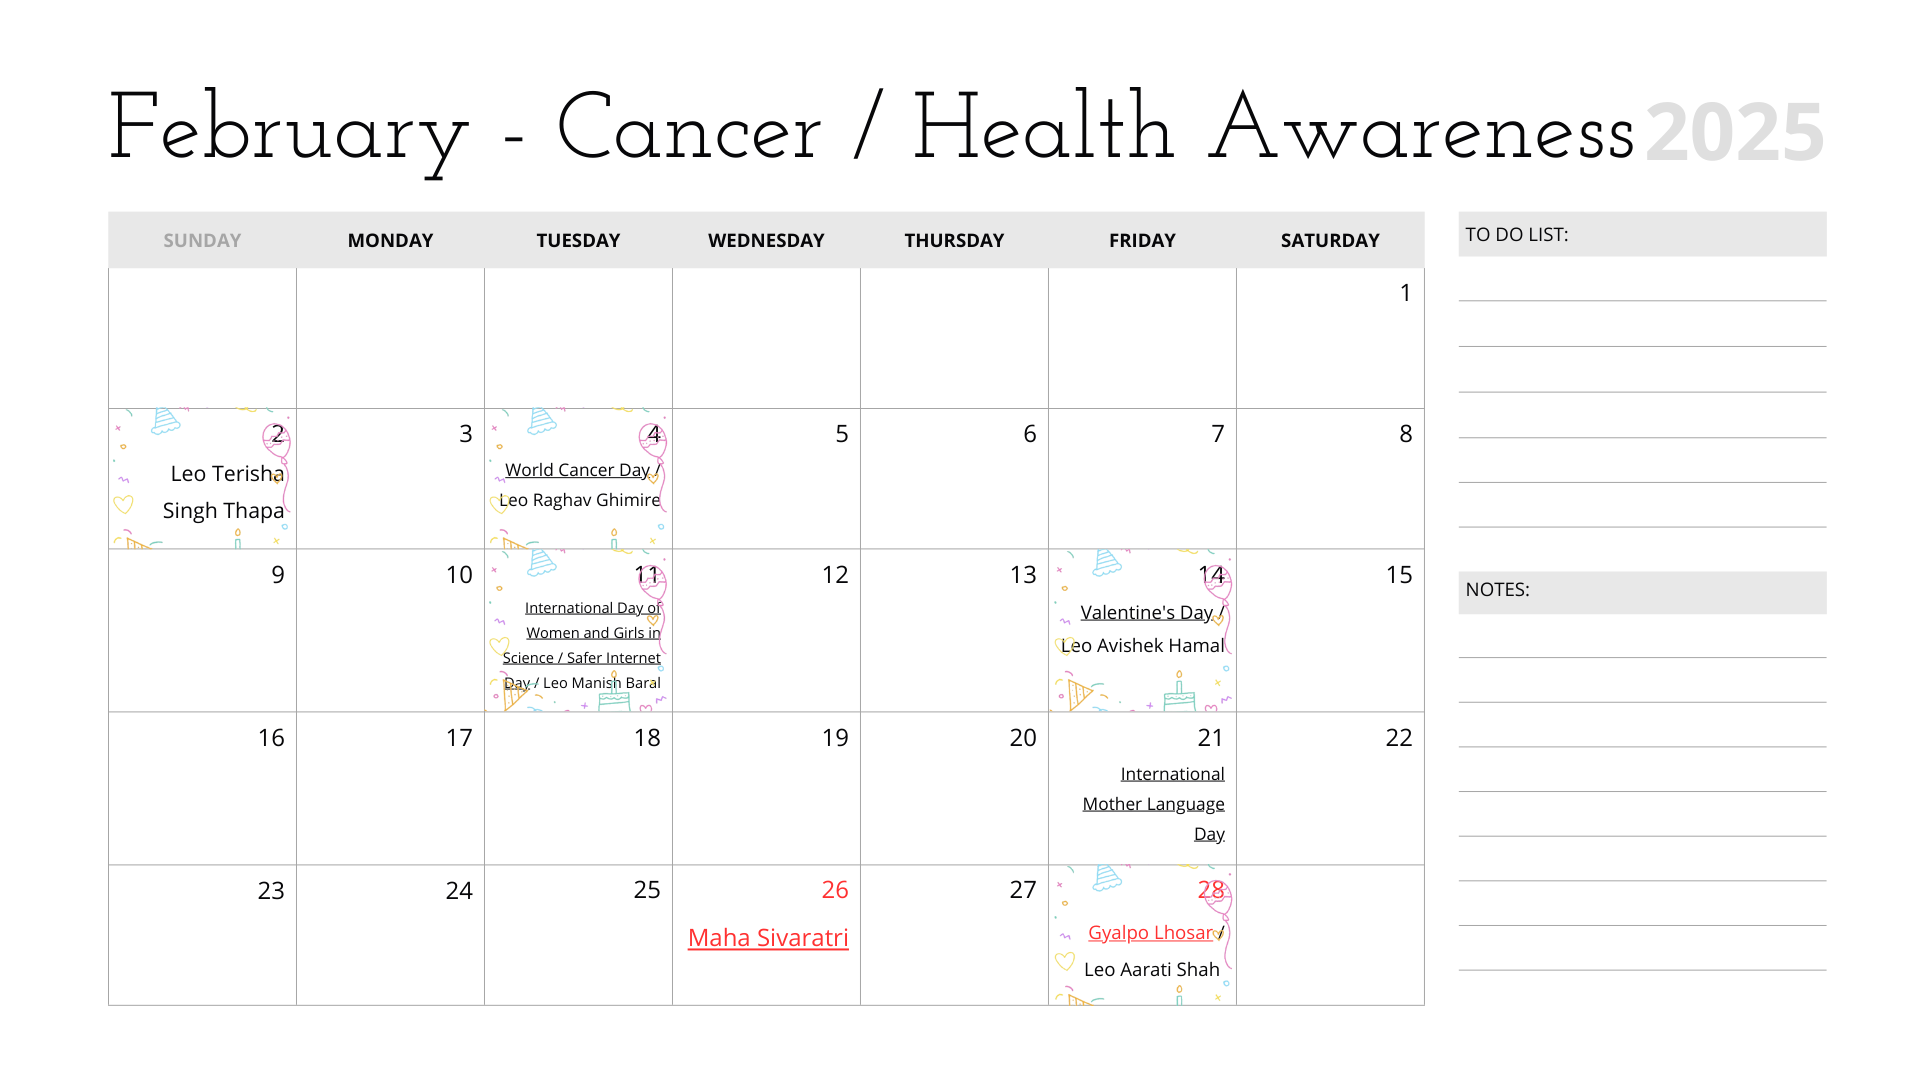 February - Cancer / Health Awareness 2025
SUNDAY MONDAY TUESDAY WEDNESDAY THURSDAY FRIDAY SATURDAY
1
2
Leo Terisha
Singh Thapa
3
4
World Cancer Day /
Leo Raghav Ghimire
5
6
7
8
9
10
11
International Day of
Women and Girls in
Science / Safer Internet
Day / Leo Manish Baral
12
13
14
Valentine's Day /
Leo Avishek Hamal
15
16
17
18
19
20
21
International
Mother Language
Day
22
23
24
25
26
Maha Sivaratri
27
28
Gyalpo Lhosar /
Leo Aarati Shah
TO DO LIST:
NOTES: